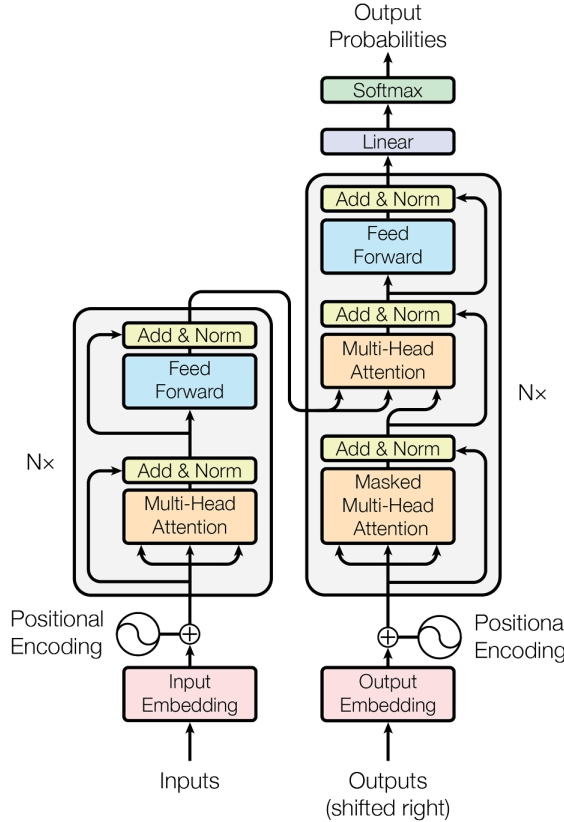 Output
Probabilities
Softmax
Linear
Add & Norm
Feed
Forward
Add & Norm
Multi-Head
Attention
Add & Norm
Masked
Multi-Head
Attention
N×
Add & Norm
Feed
Forward
Add & Norm
Multi-Head
Attention
N×
Positional
Encoding
Positiona
Encoding
Input
Embedding
Output
Embedding
Inputs
Outputs
(shifted right)